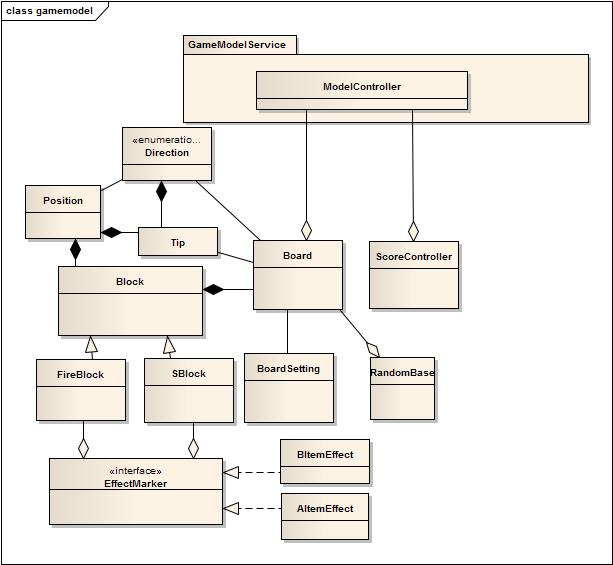 class gamemodel
GameModelService
ModelController
«enumeratio...
Direction
Position
Tip
Board
ScoreController
Block
FireBlock
SBlock
BoardSetting
RandomBase
«interface»
EffectMarker
BItemEffect
AItemEffect